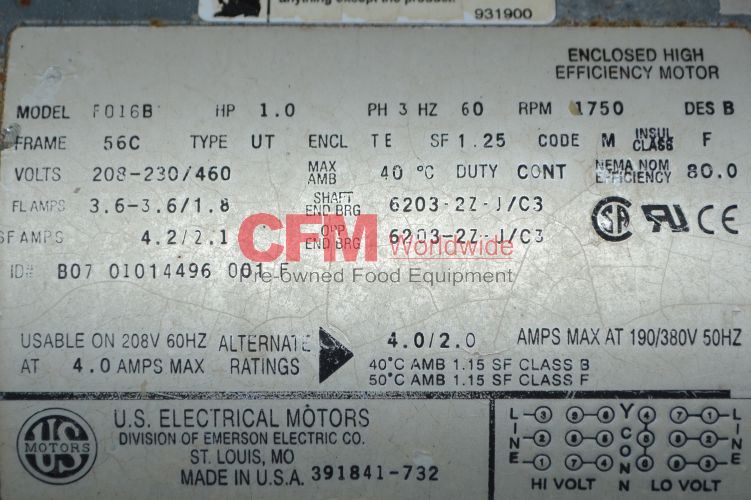 anything except the product.
931900
ENCLOSED HIGH
EFFICIENCY MOTOR
MODEL F016B HP 1.0 PH 3 HZ 60 RPM 1750 DES B
FRAME 56C TYPE UT ENCL TE SF 1.25 CODE M INSUL CLASS F
VOLTS 208-230/460 MAX AMB 40 °C DUTY CONT NEMA NOM EFFICIENCY 80.0
FL AMPS 3.6-3.6/1.8 SHAFT END BRG 6203-2Z-J/C3
SF AMPS 4.2/2.1 OPP END BRG 6203-2Z-J/C3
CFM Worldwide
Pre-owned Food Equipment
ID# B07 01014496 001 F
USABLE ON 208V 60HZ
AT 4.0 AMPS MAX
ALTERNATE
RATINGS
4.0/2.0 AMPS MAX AT 190/380V 50HZ
40°C AMB 1.15 SF CLASS B
50°C AMB 1.15 SF CLASS F
US
MOTORS
U.S. ELECTRICAL MOTORS
DIVISION OF EMERSON ELECTRIC CO.
ST. LOUIS, MO
MADE IN U.S.A. 391841-732
LINE Y CONN LINE
HI VOLT LO VOLT